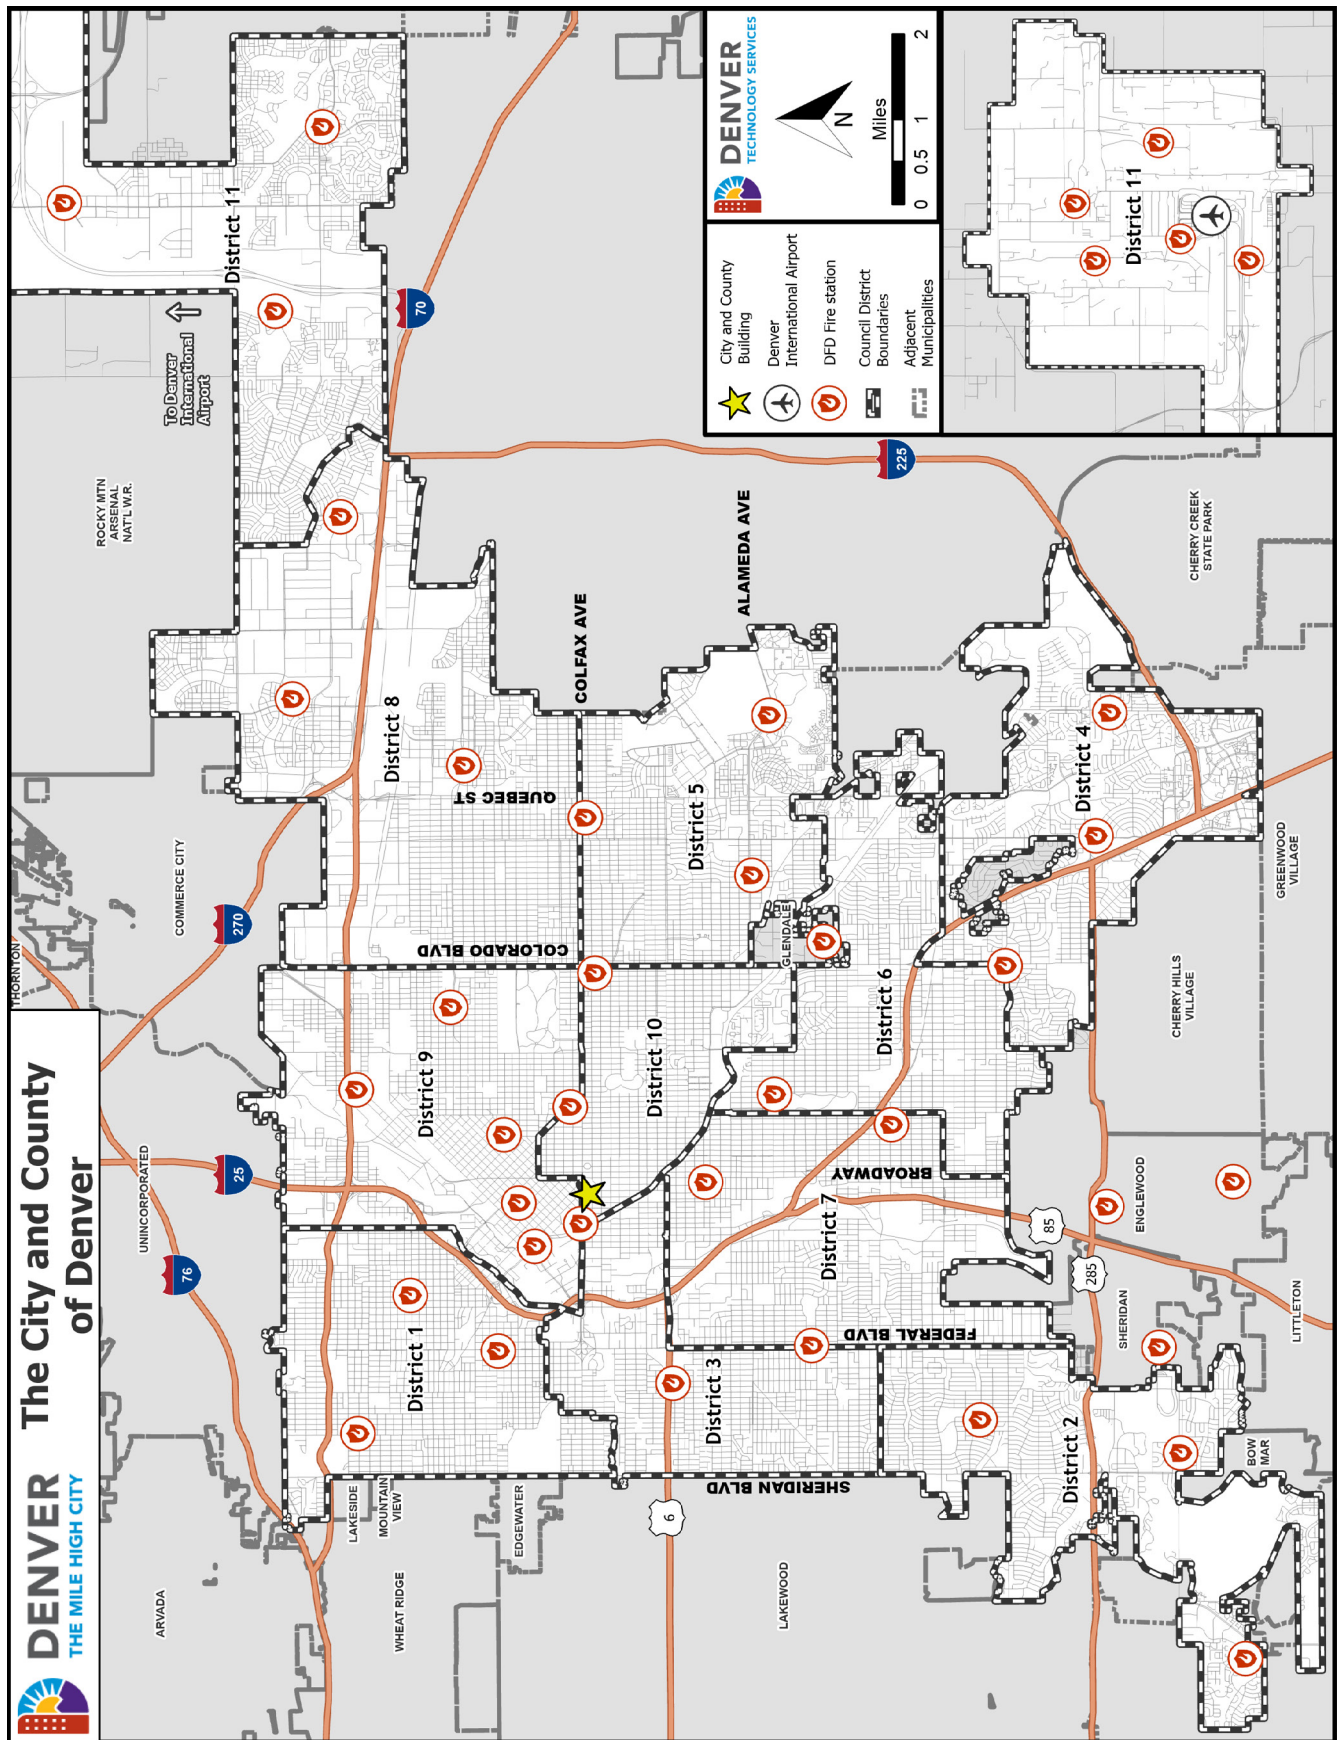 DENVER
THE MILE HIGH CITY
The City and County
of Denver
ARVADA
UNINCORPORATED
THORNTON
COMMERCE CITY
ROCKY MTN
ARSENAL
NAT'L W.R.
To Denver
International
Airport
76
25
270
70
225
WHEAT RIDGE
LAKESIDE
MOUNTAIN
VIEW
EDGEWATER
LAKEWOOD
District 1
District 9
District 8
District 11
District 10
District 5
District 3
District 7
District 6
District 4
District 2
COLORADO BLVD
QUEBEC ST
COLFAX AVE
ALAMEDA AVE
GLENDALE
SHERIDAN BLVD
FEDERAL BLVD
BROADWAY
6
85
285
SHERIDAN
ENGLEWOOD
CHERRY HILLS
VILLAGE
GREENWOOD
VILLAGE
CHERRY CREEK
STATE PARK
BOW
MAR
LITTLETON
City and County
Building
Denver
International Airport
DFD Fire station
Council District
Boundaries
Adjacent
Municipalities
DENVER
TECHNOLOGY SERVICES
N
Miles
0 0.5 1 2
District 11